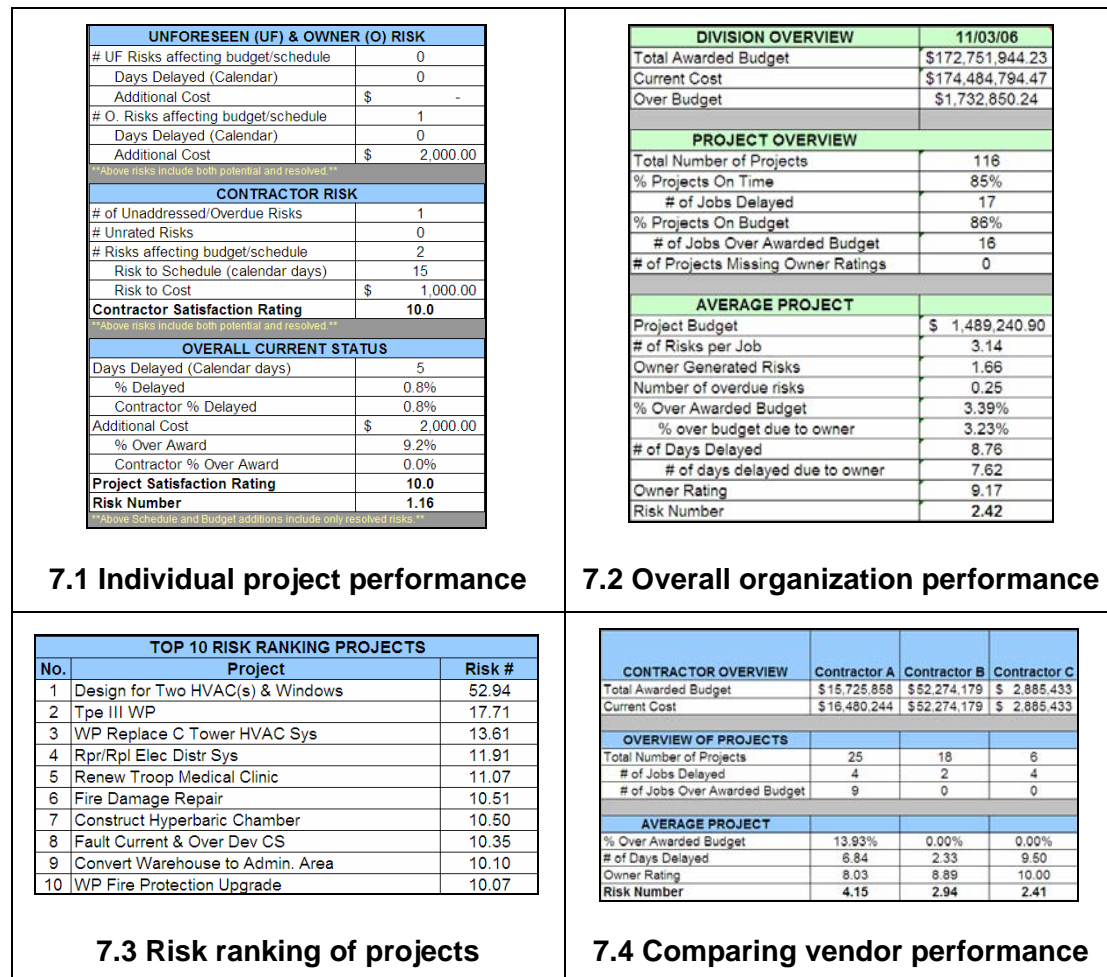 UNFORESEEN (UF) & OWNER (O) RISK
# UF Risks affecting budget/schedule 0
Days Delayed (Calendar) 0
Additional Cost $ -
# O. Risks affecting budget/schedule 1
Days Delayed (Calendar) 0
Additional Cost $ 2,000.00
**Above risks include both potential and resolved.**
CONTRACTOR RISK
# of Unaddressed/Overdue Risks 1
# Unrated Risks 0
# Risks affecting budget/schedule 2
Risk to Schedule (calendar days) 15
Risk to Cost $ 1,000.00
Contractor Satisfaction Rating 10.0
**Above risks include both potential and resolved.**
OVERALL CURRENT STATUS
Days Delayed (Calendar days) 5
% Delayed 0.8%
Contractor % Delayed 0.8%
Additional Cost $ 2,000.00
% Over Award 9.2%
Contractor % Over Award 0.0%
Project Satisfaction Rating 10.0
Risk Number 1.16
**Above Schedule and Budget additions include only resolved risks.**
7.1 Individual project performance
DIVISION OVERVIEW 11/03/06
Total Awarded Budget $172,751,944.23
Current Cost $174,484,794.47
Over Budget $1,732,850.24
PROJECT OVERVIEW
Total Number of Projects 116
% Projects On Time 85%
# of Jobs Delayed 17
% Projects On Budget 86%
# of Jobs Over Awarded Budget 16
# of Projects Missing Owner Ratings 0
AVERAGE PROJECT
Project Budget $ 1,489,240.90
# of Risks per Job 3.14
Owner Generated Risks 1.66
Number of overdue risks 0.25
% Over Awarded Budget 3.39%
% over budget due to owner 3.23%
# of Days Delayed 8.76
# of days delayed due to owner 7.62
Owner Rating 9.17
Risk Number 2.42
7.2 Overall organization performance
TOP 10 RISK RANKING PROJECTS
No. Project Risk #
1 Design for Two HVAC(s) & Windows 52.94
2 Tpe III WP 17.71
3 WP Replace C Tower HVAC Sys 13.61
4 Rpr/Rpl Elec Distr Sys 11.91
5 Renew Troop Medical Clinic 11.07
6 Fire Damage Repair 10.51
7 Construct Hyperbaric Chamber 10.50
8 Fault Current & Over Dev CS 10.35
9 Convert Warehouse to Admin. Area 10.10
10 WP Fire Protection Upgrade 10.07
7.3 Risk ranking of projects
CONTRACTOR OVERVIEW Contractor A Contractor B Contractor C
Total Awarded Budget $15,725,858 $52,274,179 $ 2,885,433
Current Cost $16,480,244 $52,274,179 $ 2,885,433
OVERVIEW OF PROJECTS
Total Number of Projects 25 18 6
# of Jobs Delayed 4 2 4
# of Jobs Over Awarded Budget 9 0 0
AVERAGE PROJECT
% Over Awarded Budget 13.93% 0.00% 0.00%
# of Days Delayed 6.84 2.33 9.50
Owner Rating 8.03 8.89 10.00
Risk Number 4.15 2.94 2.41
7.4 Comparing vendor performance